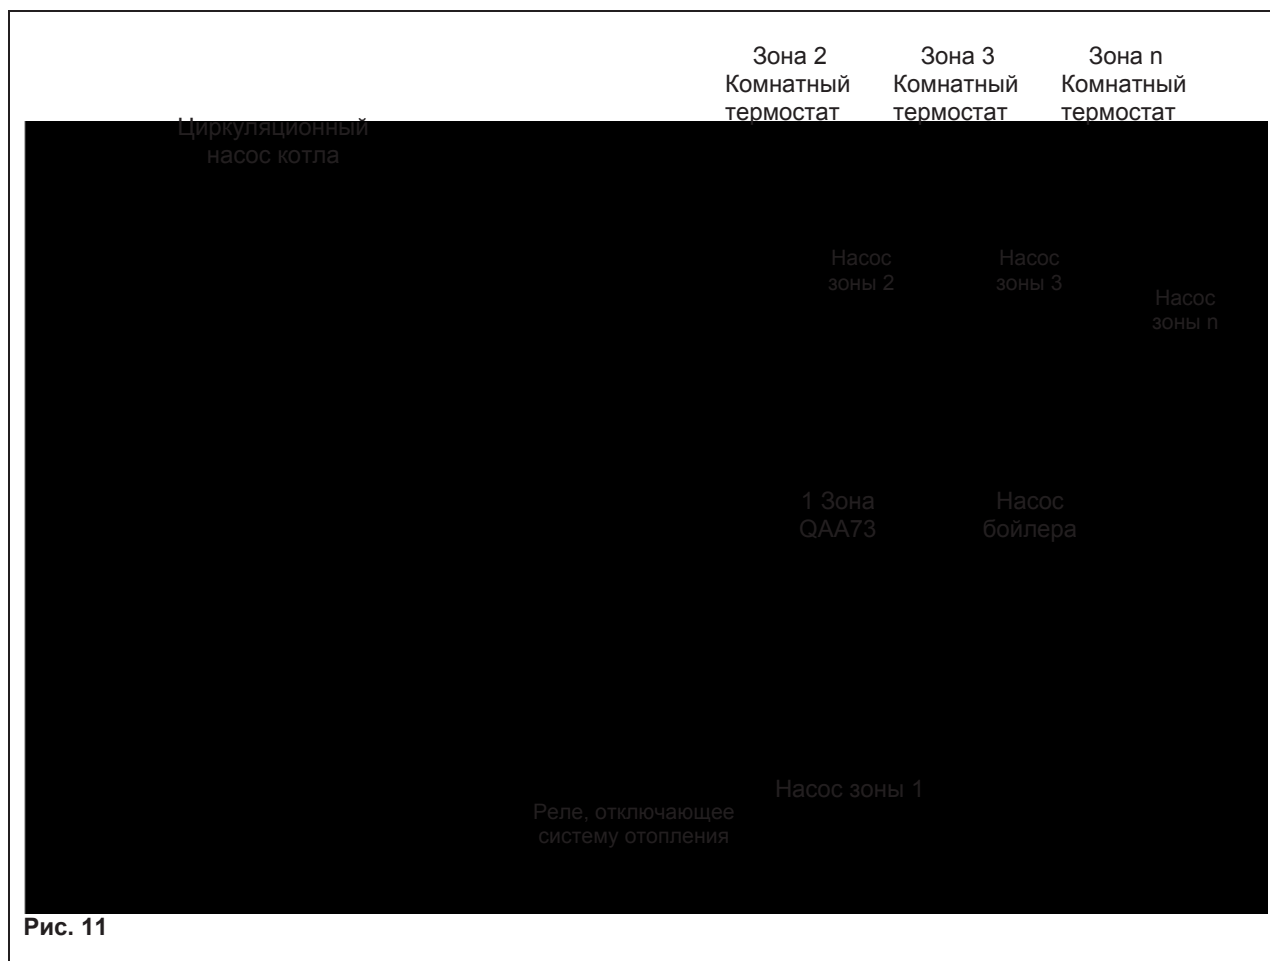 Зона 2
Комнатный
термостат
Зона 3
Комнатный
термостат
Зона n
Комнатный
термостат
Циркуляционный
насос котла
Насос
зоны 2
Насос
зоны 3
Насос
зоны n
1 Зона
QAA73
Насос
бойлера
Насос зоны 1
Реле, отключающее
систему отопления
Рис. 11